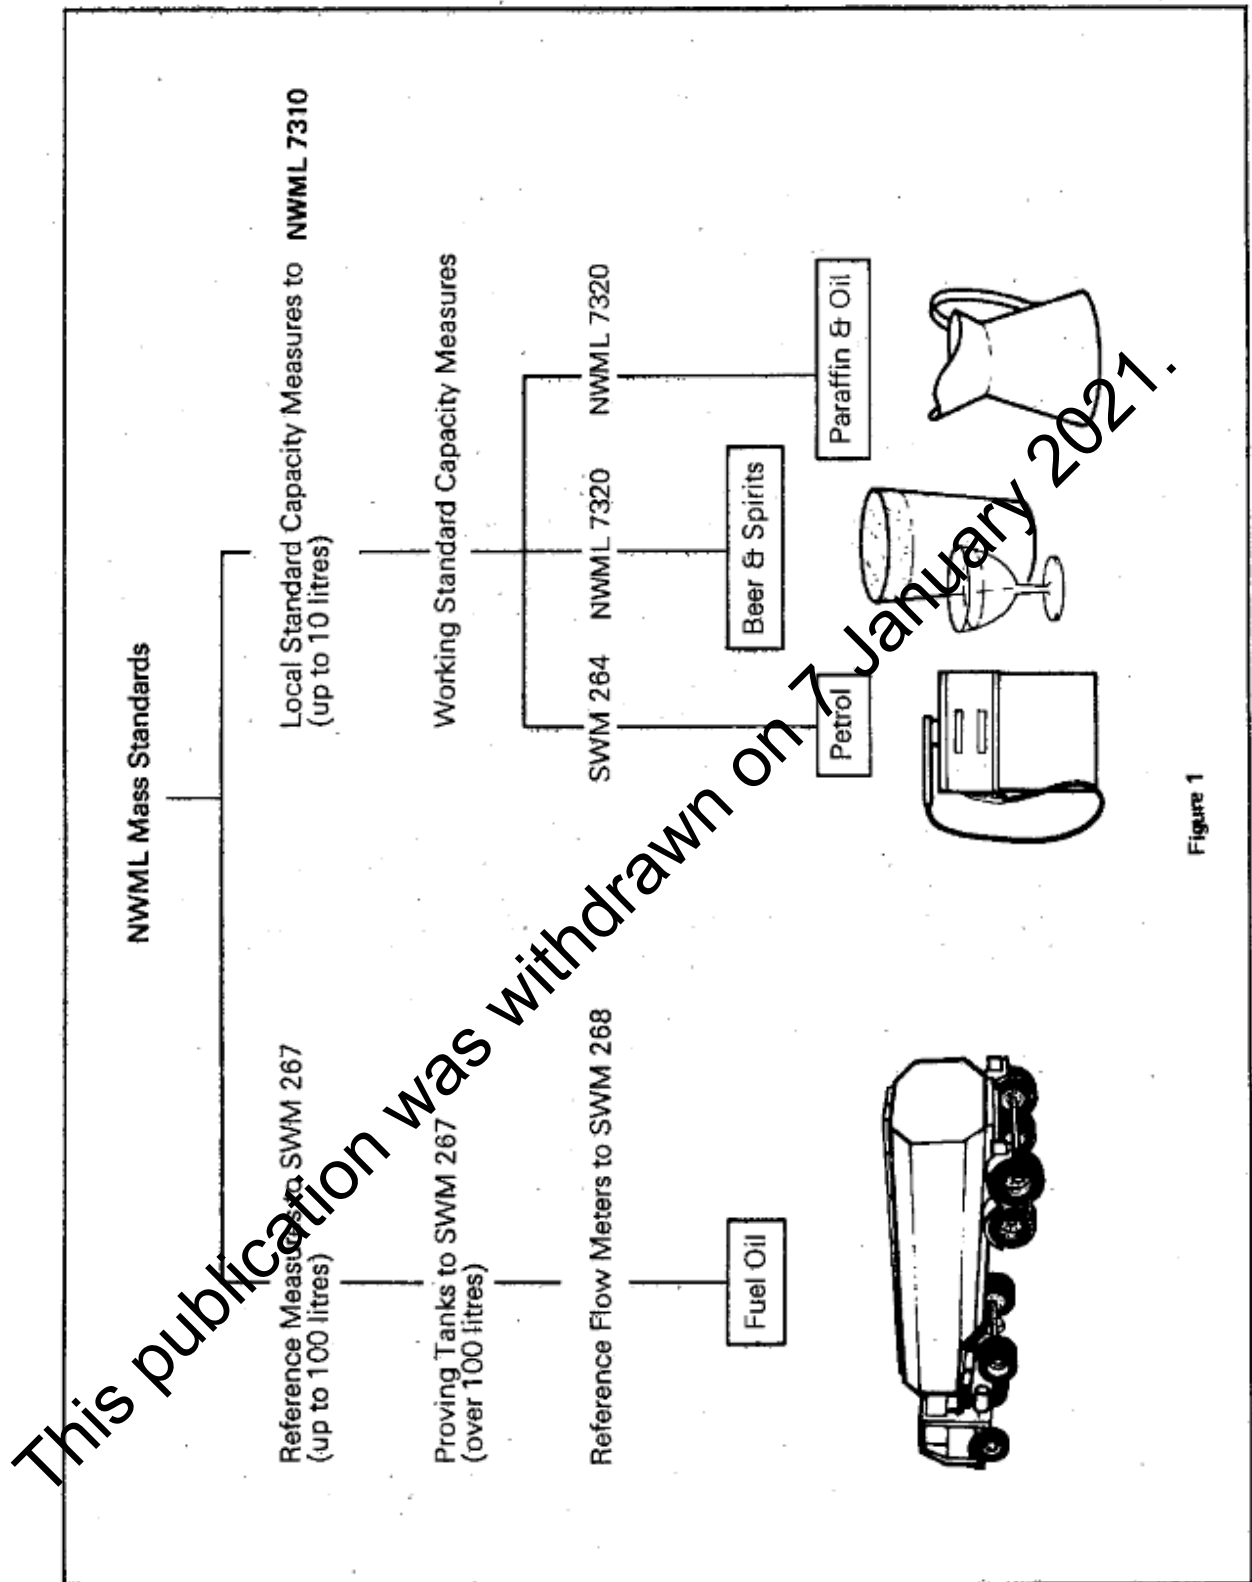 NWML Mass Standards
Reference Measures to SWM 267
(up to 100 litres)
Local Standard Capacity Measures to NWML 7310
(up to 10 litres)
Proving Tanks to SWM 267
(over 100 litres)
Working Standard Capacity Measures
Reference Flow Meters to SWM 268
SWM 264
NWML 7320
NWML 7320
Fuel Oil
Beer & Spirits
Petrol
Paraffin & Oil
Figure 1
This publication was withdrawn on 7 January 2021.